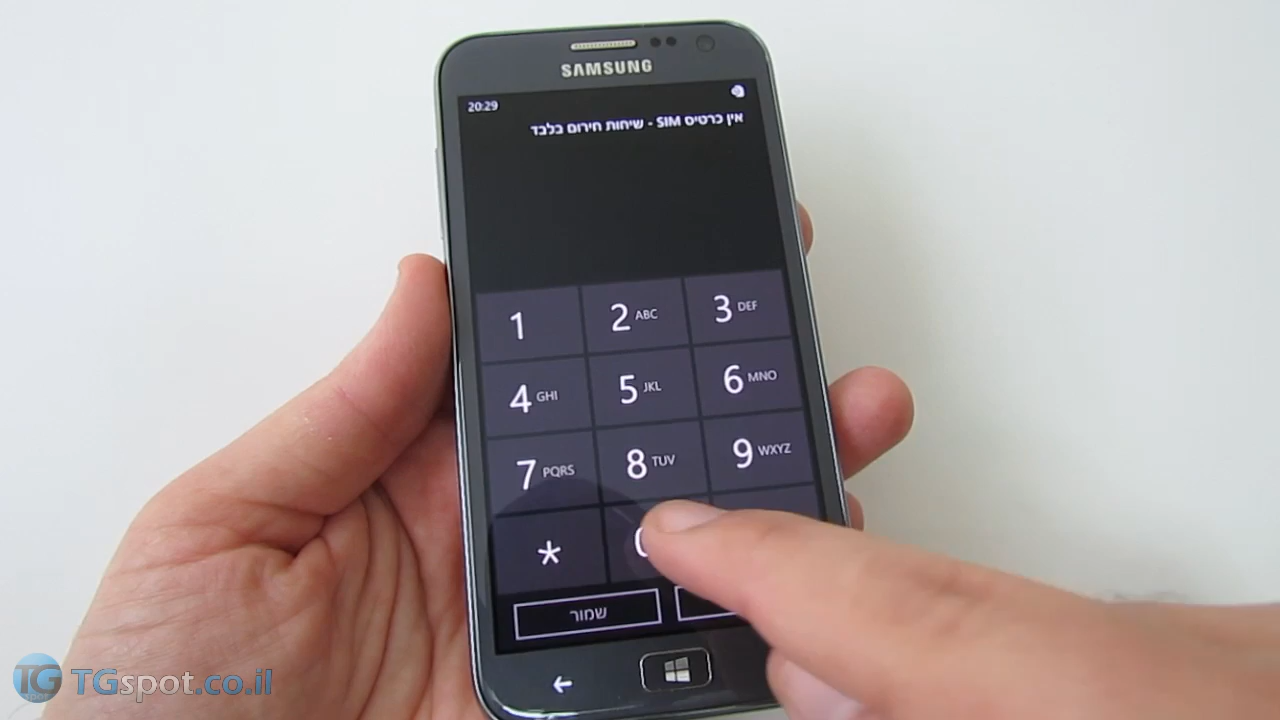 SAMSUNG
20:29
אין כרטיס SIM - שיחות חירום בלבד
1
2 ABC
3 DEF
4 GHI
5 JKL
6 MNO
7 PQRS
8 TUV
9 WXYZ
*
שמור
TG TGspot.co.il